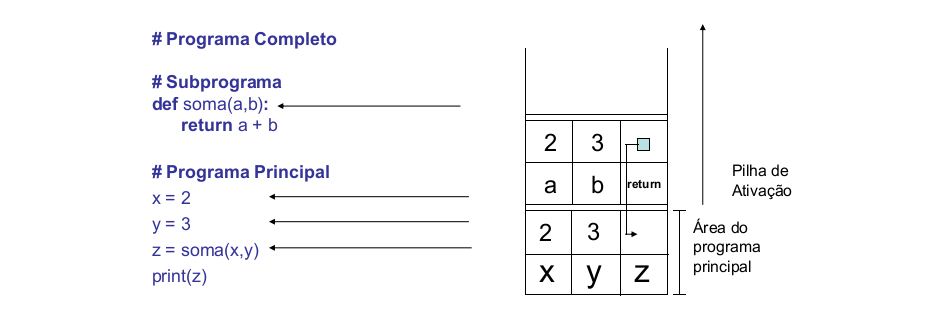 # Programa Completo
# Subprograma
def soma(a,b):
return a + b
# Programa Principal
x = 2
y = 3
z = soma(x,y)
print(z)
2 3
a b return
2 3
x y z
Pilha de
Ativação
Área do
programa
principal